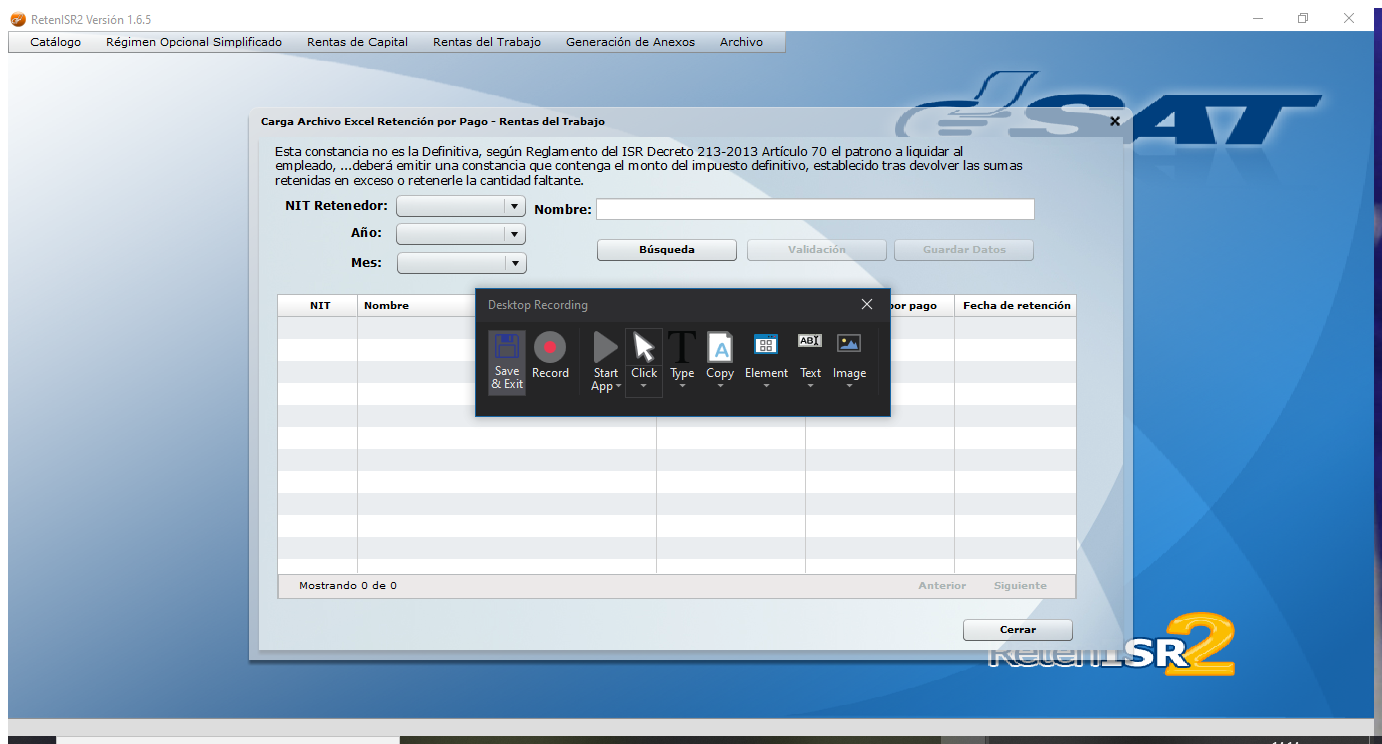 RetenISR2 Versión 1.6.5
Catálogo Régimen Opcional Simplificado Rentas de Capital Rentas del Trabajo Generación de Anexos Archivo
SAT
Carga Archivo Excel Retención por Pago - Rentas del Trabajo
Esta constancia no es la Definitiva, según Reglamento del ISR Decreto 213-2013 Artículo 70 el patrono a liquidar al
empleado, ...deberá emitir una constancia que contenga el monto del impuesto definitivo, establecido tras devolver las sumas
retenidas en exceso o retenerle la cantidad faltante.
NIT Retenedor: Nombre:
Año:
Búsqueda Validación Guardar Datos
Mes:
NIT Nombre por pago Fecha de retención
Desktop Recording
Save & Exit Record Start App Click Type Copy Element Text Image
Mostrando 0 de 0 Anterior Siguiente
Cerrar
RetenISR2